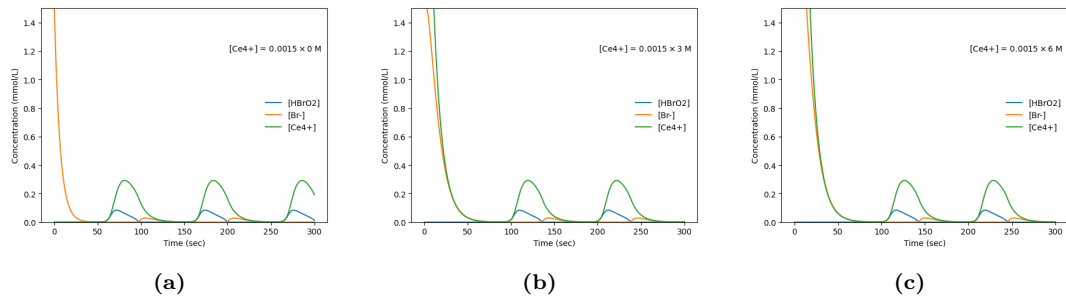 1.4
1.2
1.0
0.8
0.6
0.4
0.2
0.0
Concentration (mmol/L)
[Ce4+] = 0.0015 × 0 M
[HBrO2]
[Br-]
[Ce4+]
0 50 100 150 200 250 300
Time (sec)
(a)
1.4
1.2
1.0
0.8
0.6
0.4
0.2
0.0
Concentration (mmol/L)
[Ce4+] = 0.0015 × 3 M
[HBrO2]
[Br-]
[Ce4+]
0 50 100 150 200 250 300
Time (sec)
(b)
1.4
1.2
1.0
0.8
0.6
0.4
0.2
0.0
Concentration (mmol/L)
[Ce4+] = 0.0015 × 6 M
[HBrO2]
[Br-]
[Ce4+]
0 50 100 150 200 250 300
Time (sec)
(c)